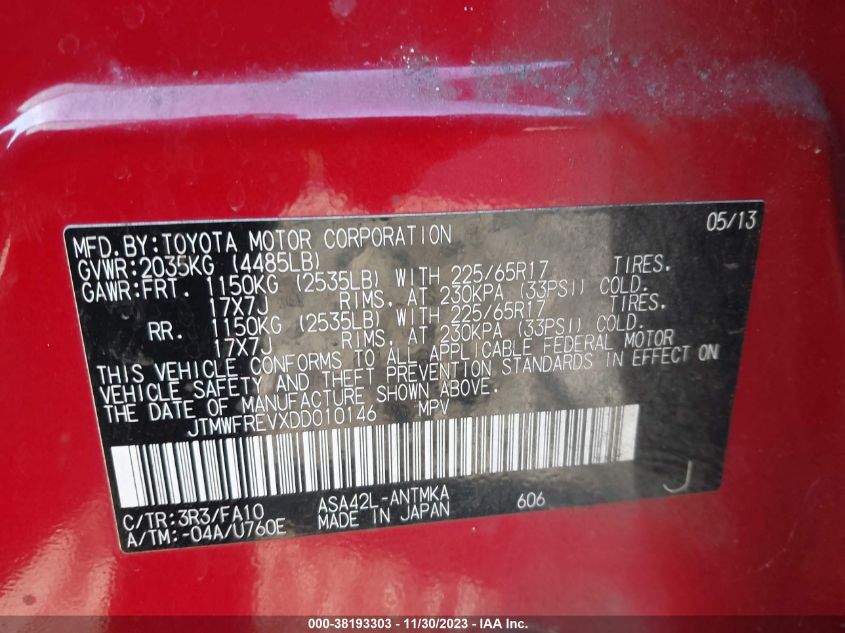 05/13
MFD.BY:TOYOTA MOTOR CORPORATION
GVWR:2035KG (4485LB)
GAWR:FRT. 1150KG (2535LB) WITH 225/65R17 TIRES.
17X7J RIMS. AT 230KPA (33PSI) COLD.
RR. 1150KG (2535LB) WITH 225/65R17 TIRES.
17X7J RIMS. AT 230KPA (33PSI) COLD.
THIS VEHICLE CONFORMS TO ALL APPLICABLE FEDERAL MOTOR
VEHICLE SAFETY AND THEFT PREVENTION STANDARDS IN EFFECT ON
THE DATE OF MANUFACTURE SHOWN ABOVE.
JTMWFREVXDD010146 MPV
C/TR:3R3/FA10 ASA42L-ANTMKA 606 J
A/TM:-04A/U760E MADE IN JAPAN
000-38193303 - 11/30/2023 - IAA Inc.